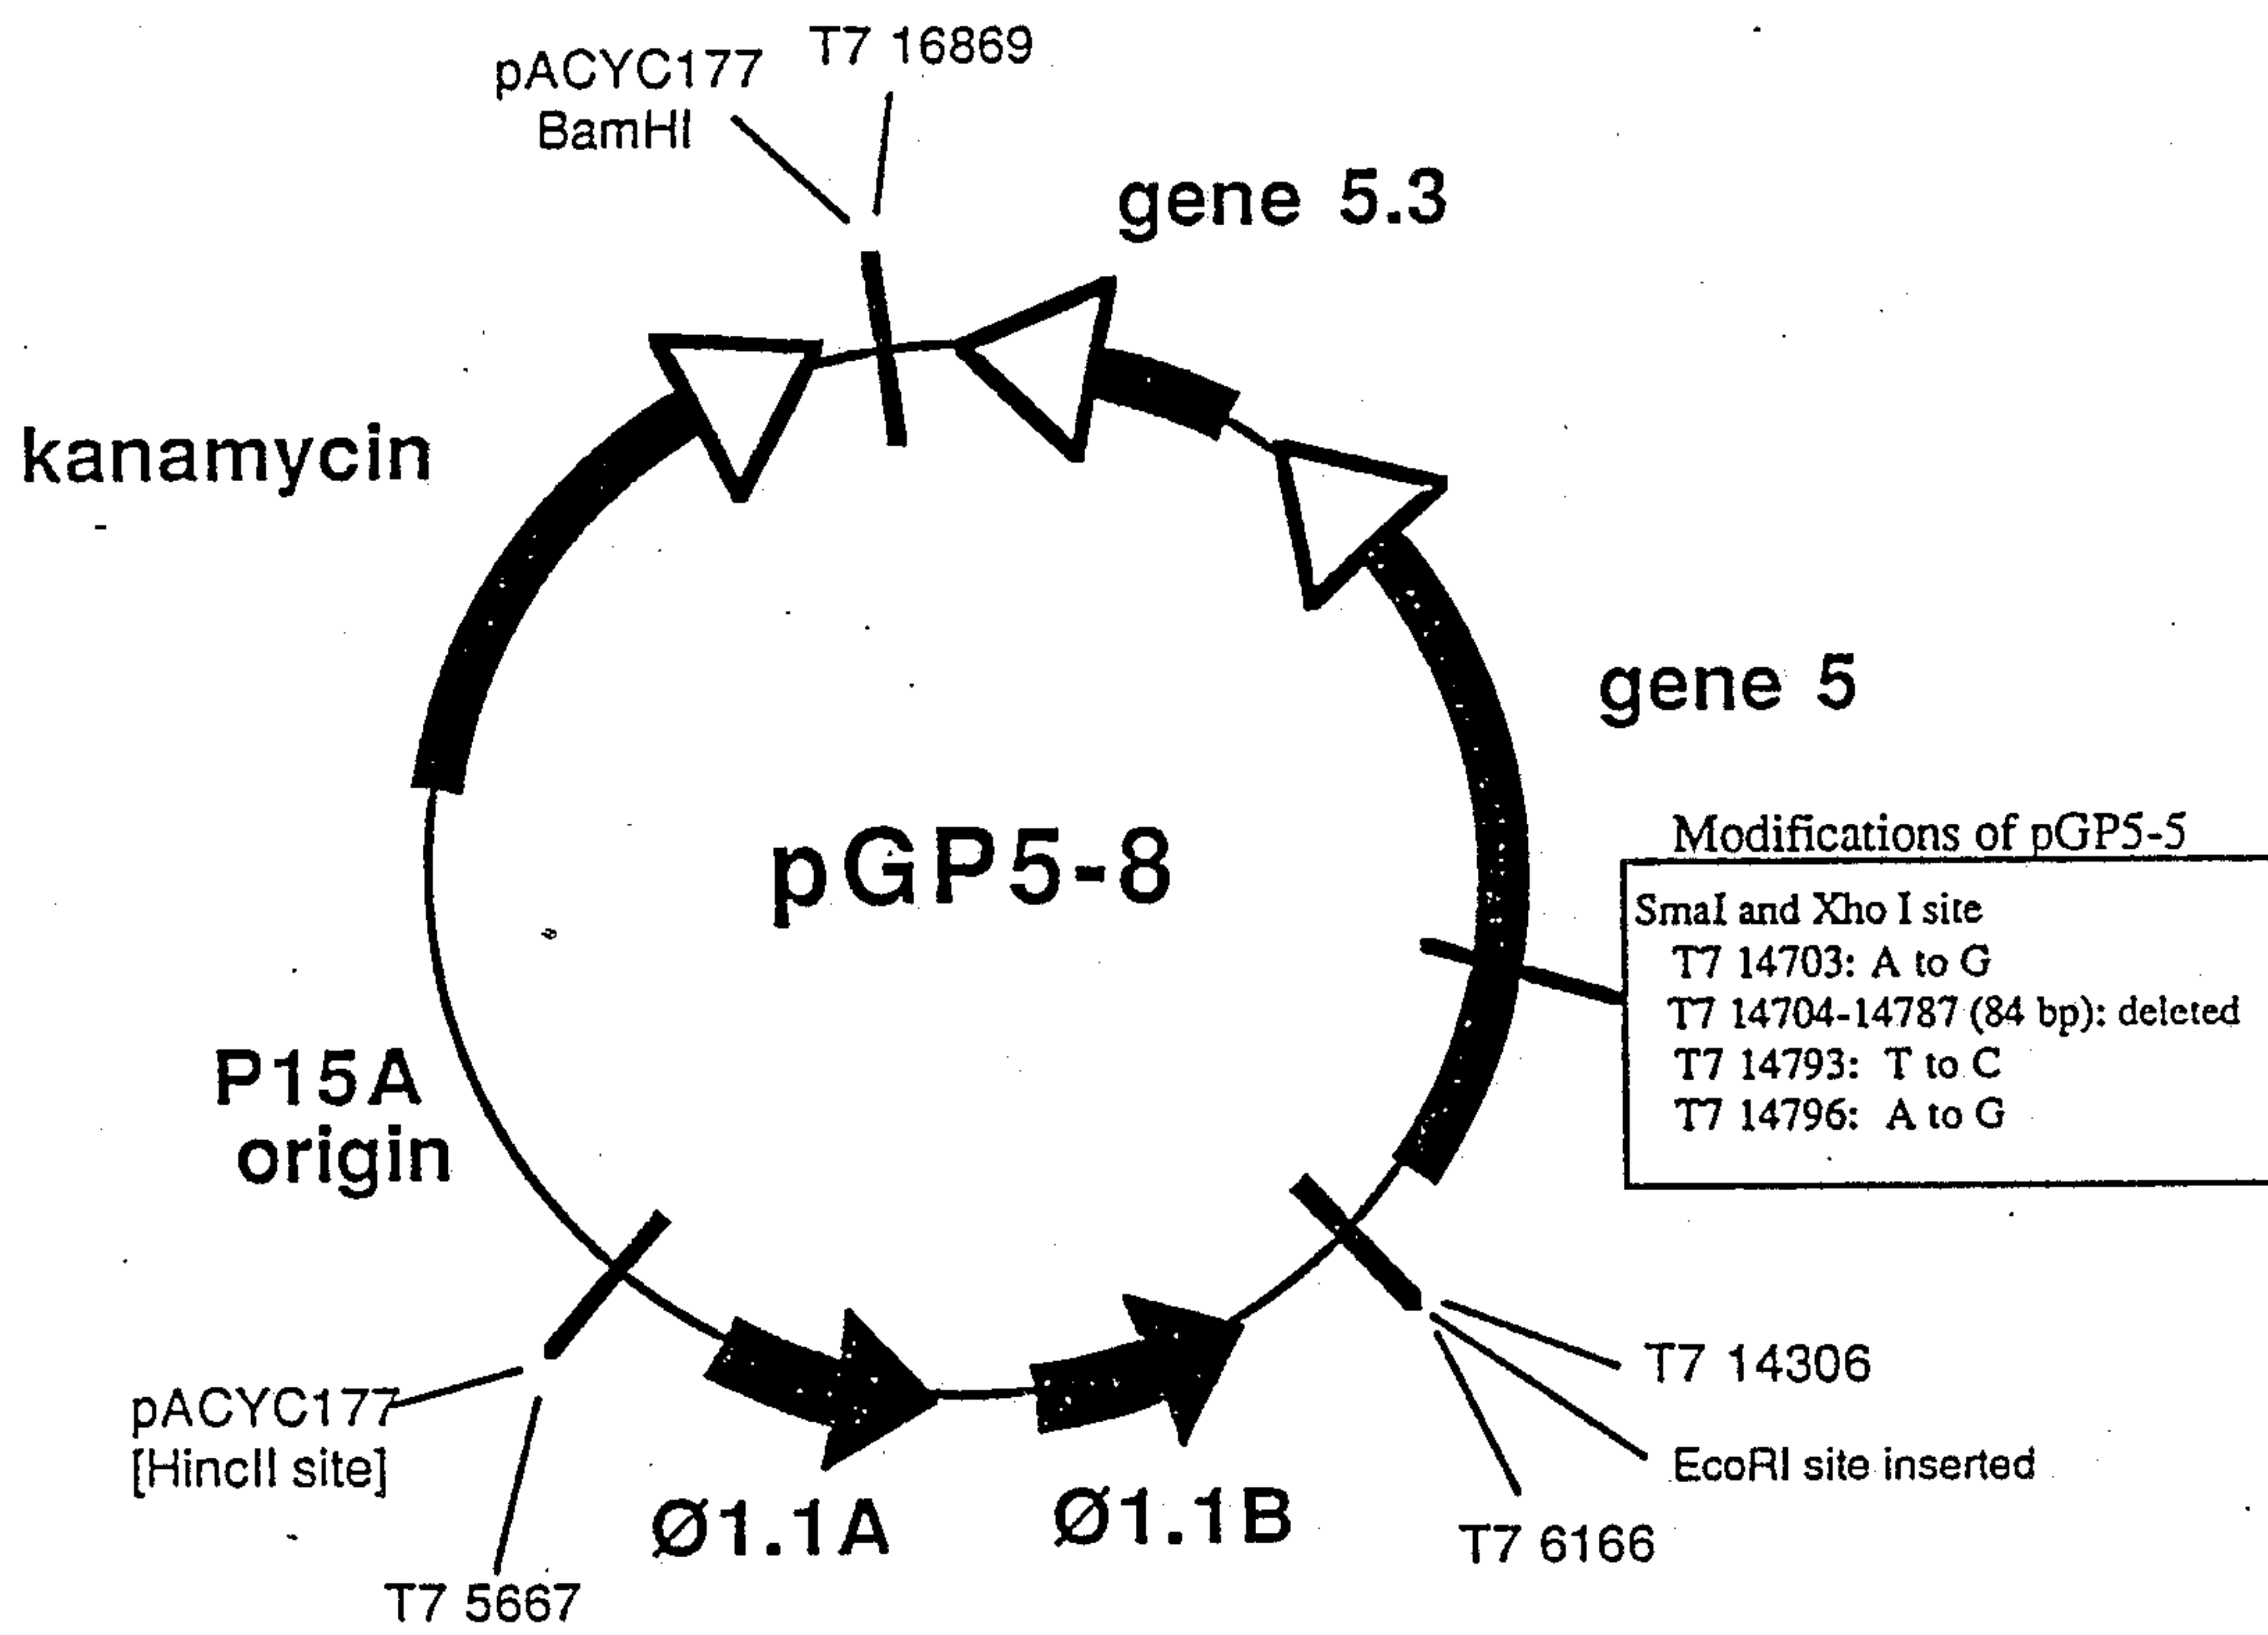 T7 16869
pACYC177
BamHI
gene 5.3
kanamycin
gene 5
pGP5-8
Modifications of pGP5-5
SmaI and Xho I site
T7 14703: A to G
T7 14704-14787 (84 bp): deleted
T7 14793: T to C
T7 14796: A to G
P15A
origin
T7 14306
pACYC177
[HincII site]
EcoRI site inserted
Ø1.1A
Ø1.1B
T7 6166
T7 5667